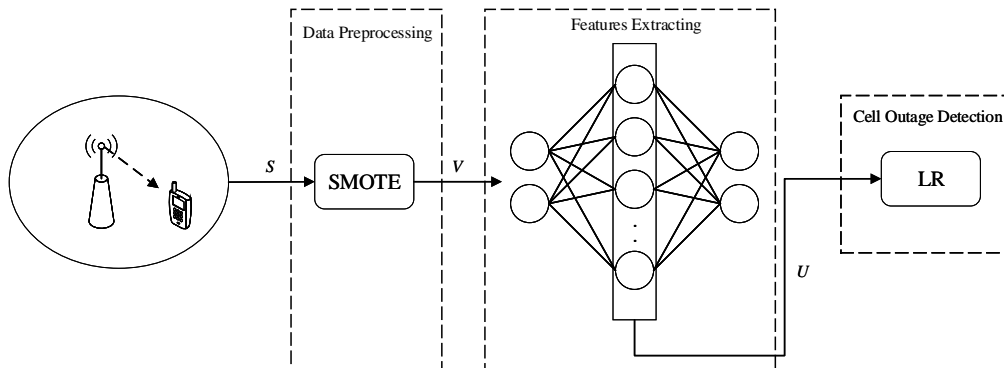 Data Preprocessing
Features Extracting
Cell Outage Detection
S
SMOTE
V
LR
U